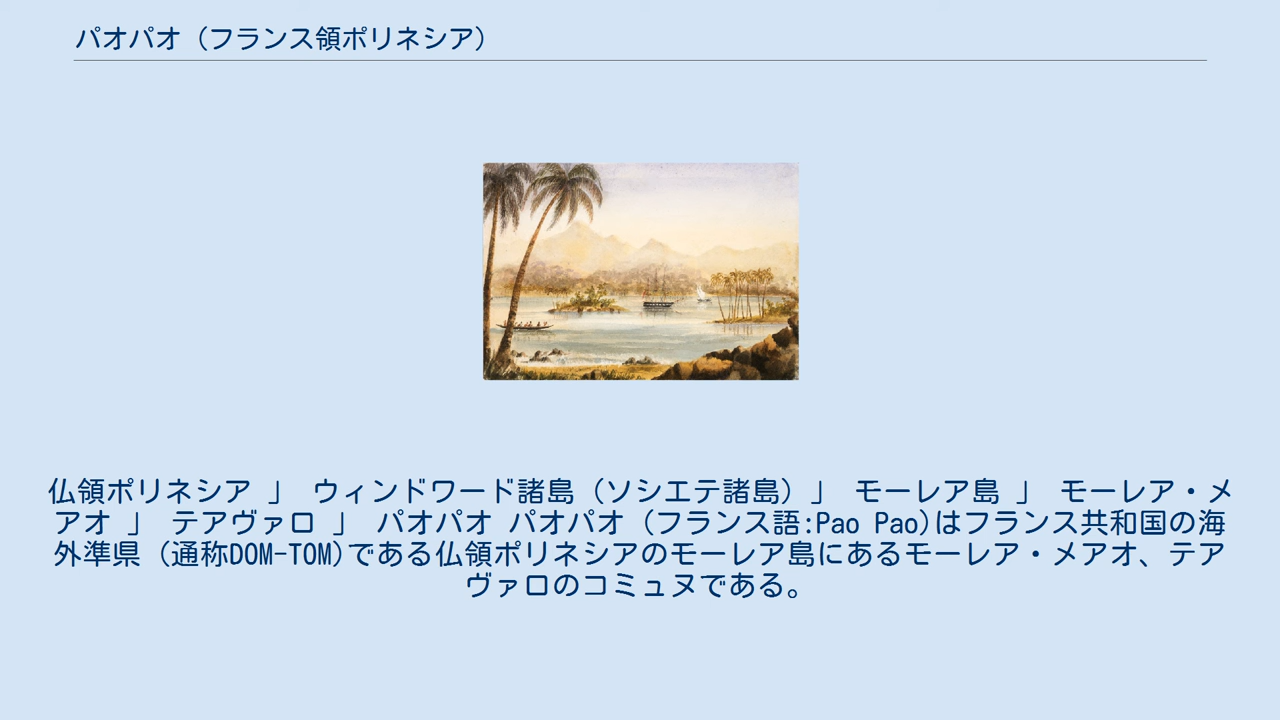 パオパオ（フランス領ポリネシア）
仏領ポリネシア 」 ウィンドワード諸島（ソシエテ諸島）」 モーレア島 」 モーレア・メ
アオ 」 テアヴァロ 」 パオパオ パオパオ（フランス語:Pao Pao)はフランス共和国の海
外準県（通称DOM-TOM)である仏領ポリネシアのモーレア島にあるモーレア・メアオ、テア
ヴァロのコミュヌである。